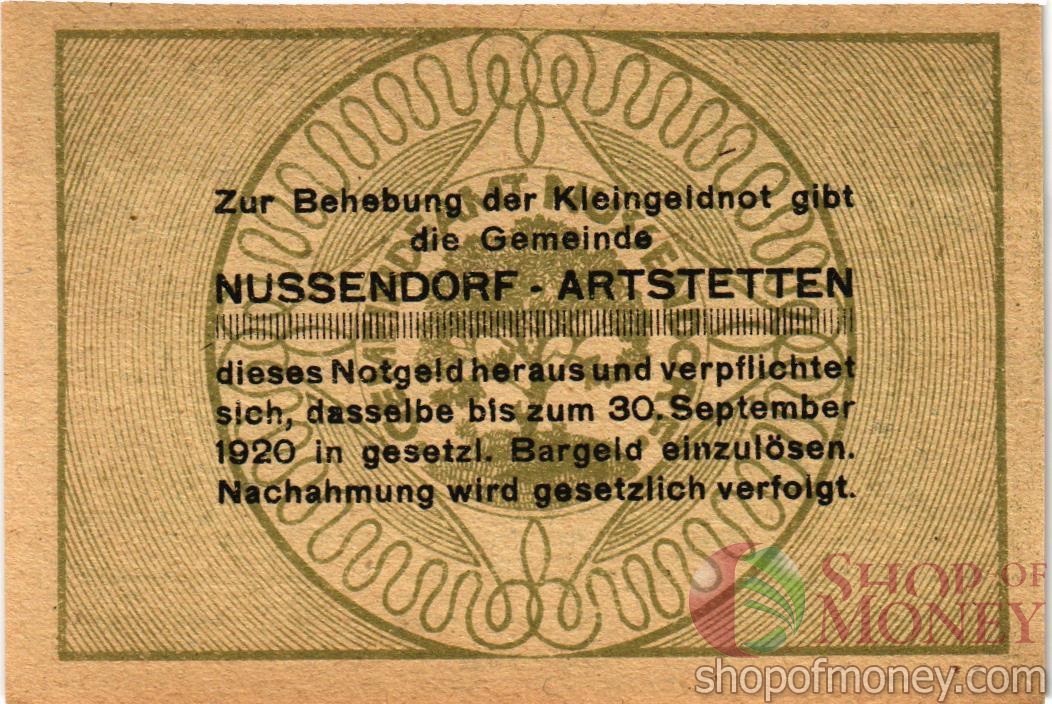 Zur Behebung der Kleingeldnot gibt
die Gemeinde
NUSSENDORF - ARTSTETTEN
dieses Notgeld heraus und verpflichtet
sich, dasselbe bis zum 30. September
1920 in gesetzl. Bargeld einzulösen.
Nachahmung wird gesetzlich verfolgt.
SHOP OF
MONEY
shopofmoney.com